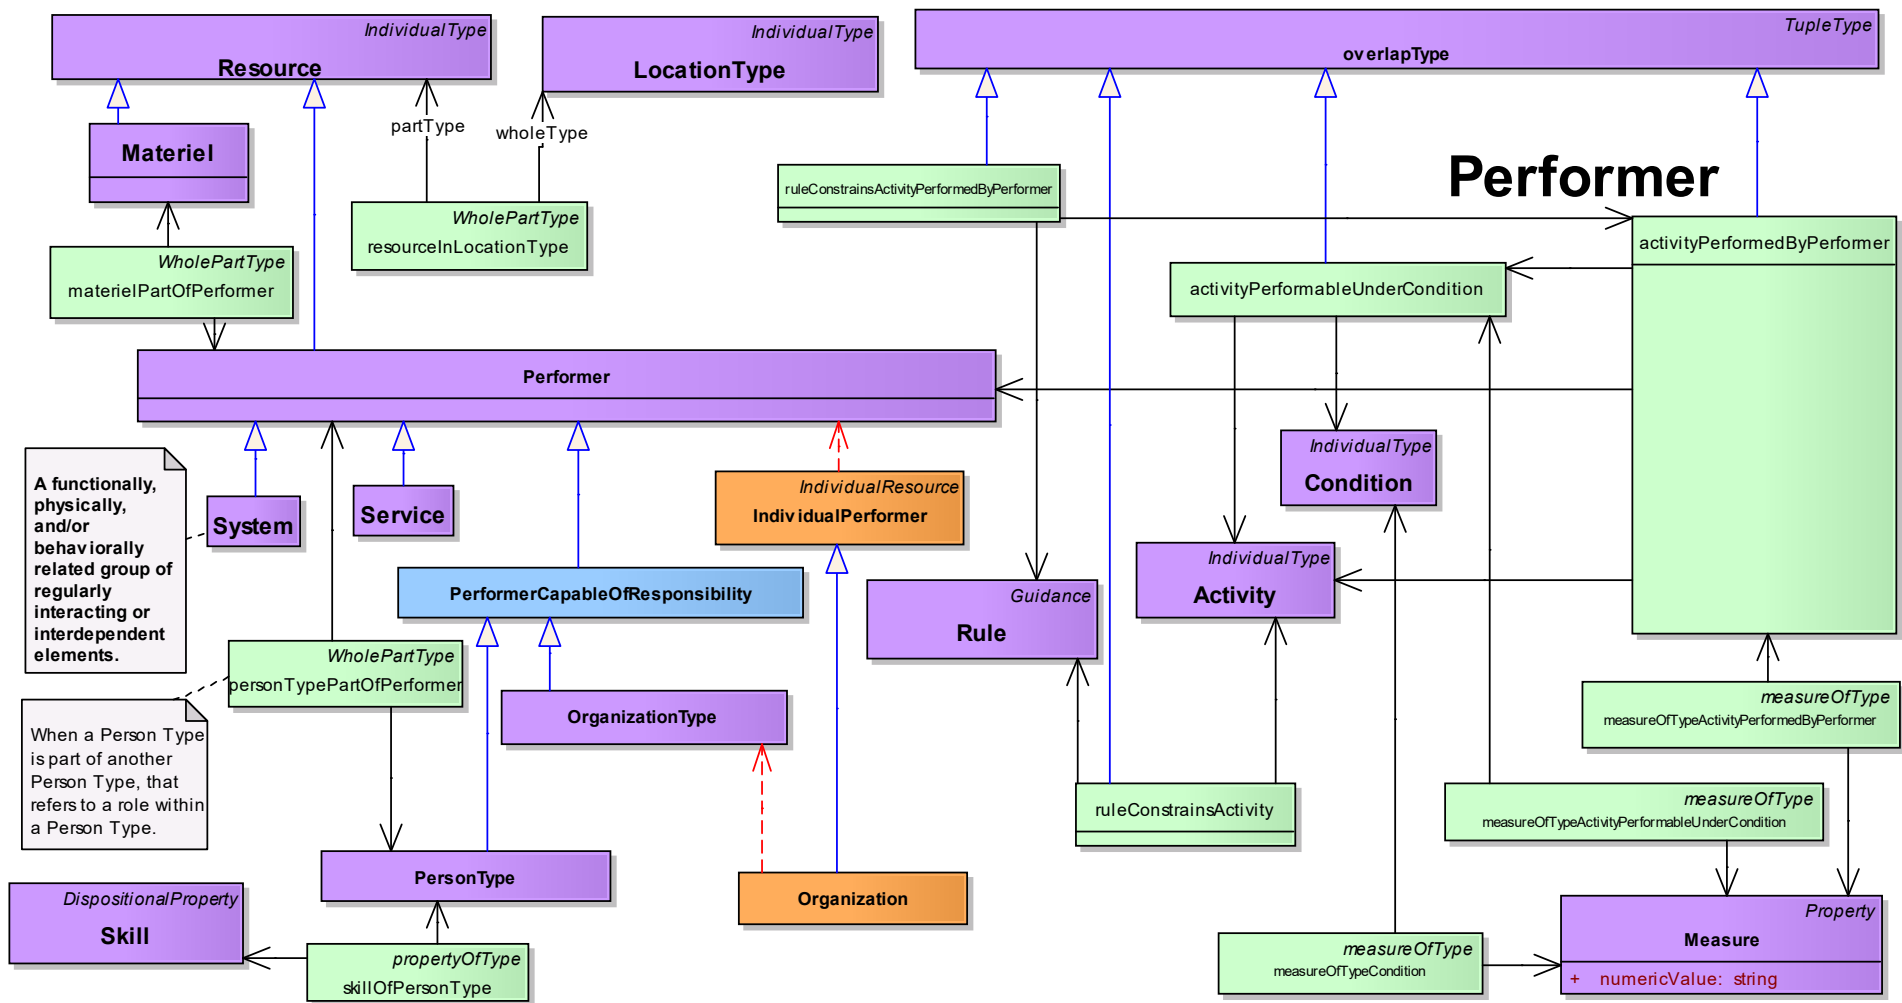 IndividualType
Resource
IndividualType
LocationType
TupleType
overlapType
partType
wholeType
Materiel
Performer
ruleConstrainsActivityPerformedByPerformer
WholePartType
resourceInLocationType
activityPerformedByPerformer
WholePartType
materielPartOfPerformer
activityPerformableUnderCondition
Performer
IndividualType
Condition
A functionally,
physically,
and/or
behaviorally
related group of
regularly
interacting or
interdependent
elements.
System
Service
IndividualResource
IndividualPerformer
IndividualType
Activity
PerformerCapableOfResponsibility
Guidance
Rule
WholePartType
personTypePartOfPerformer
OrganizationType
measureOfType
measureOfTypeActivityPerformedByPerformer
When a Person Type
is part of another
Person Type, that
refers to a role within
a Person Type.
ruleConstrainsActivity
measureOfType
measureOfTypeActivityPerformableUnderCondition
PersonType
Organization
DispositionalProperty
Skill
Property
Measure
+ numericValue: string
propertyOfType
skillOfPersonType
measureOfType
measureOfTypeCondition